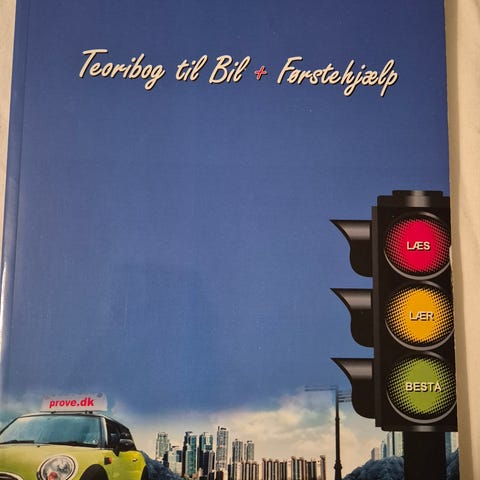 Teoribog til Bil + Førstehjælp
LÆS
LÆR
BESTÅ
prove.dk